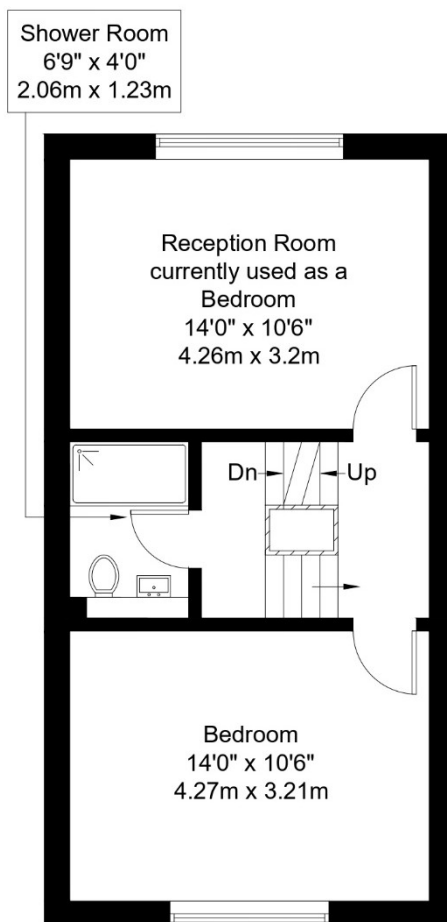 Shower Room
6'9" x 4'0"
2.06m x 1.23m
Reception Room
currently used as a
Bedroom
14'0" x 10'6"
4.26m x 3.2m
Dn
Up
Bedroom
14'0" x 10'6"
4.27m x 3.21m